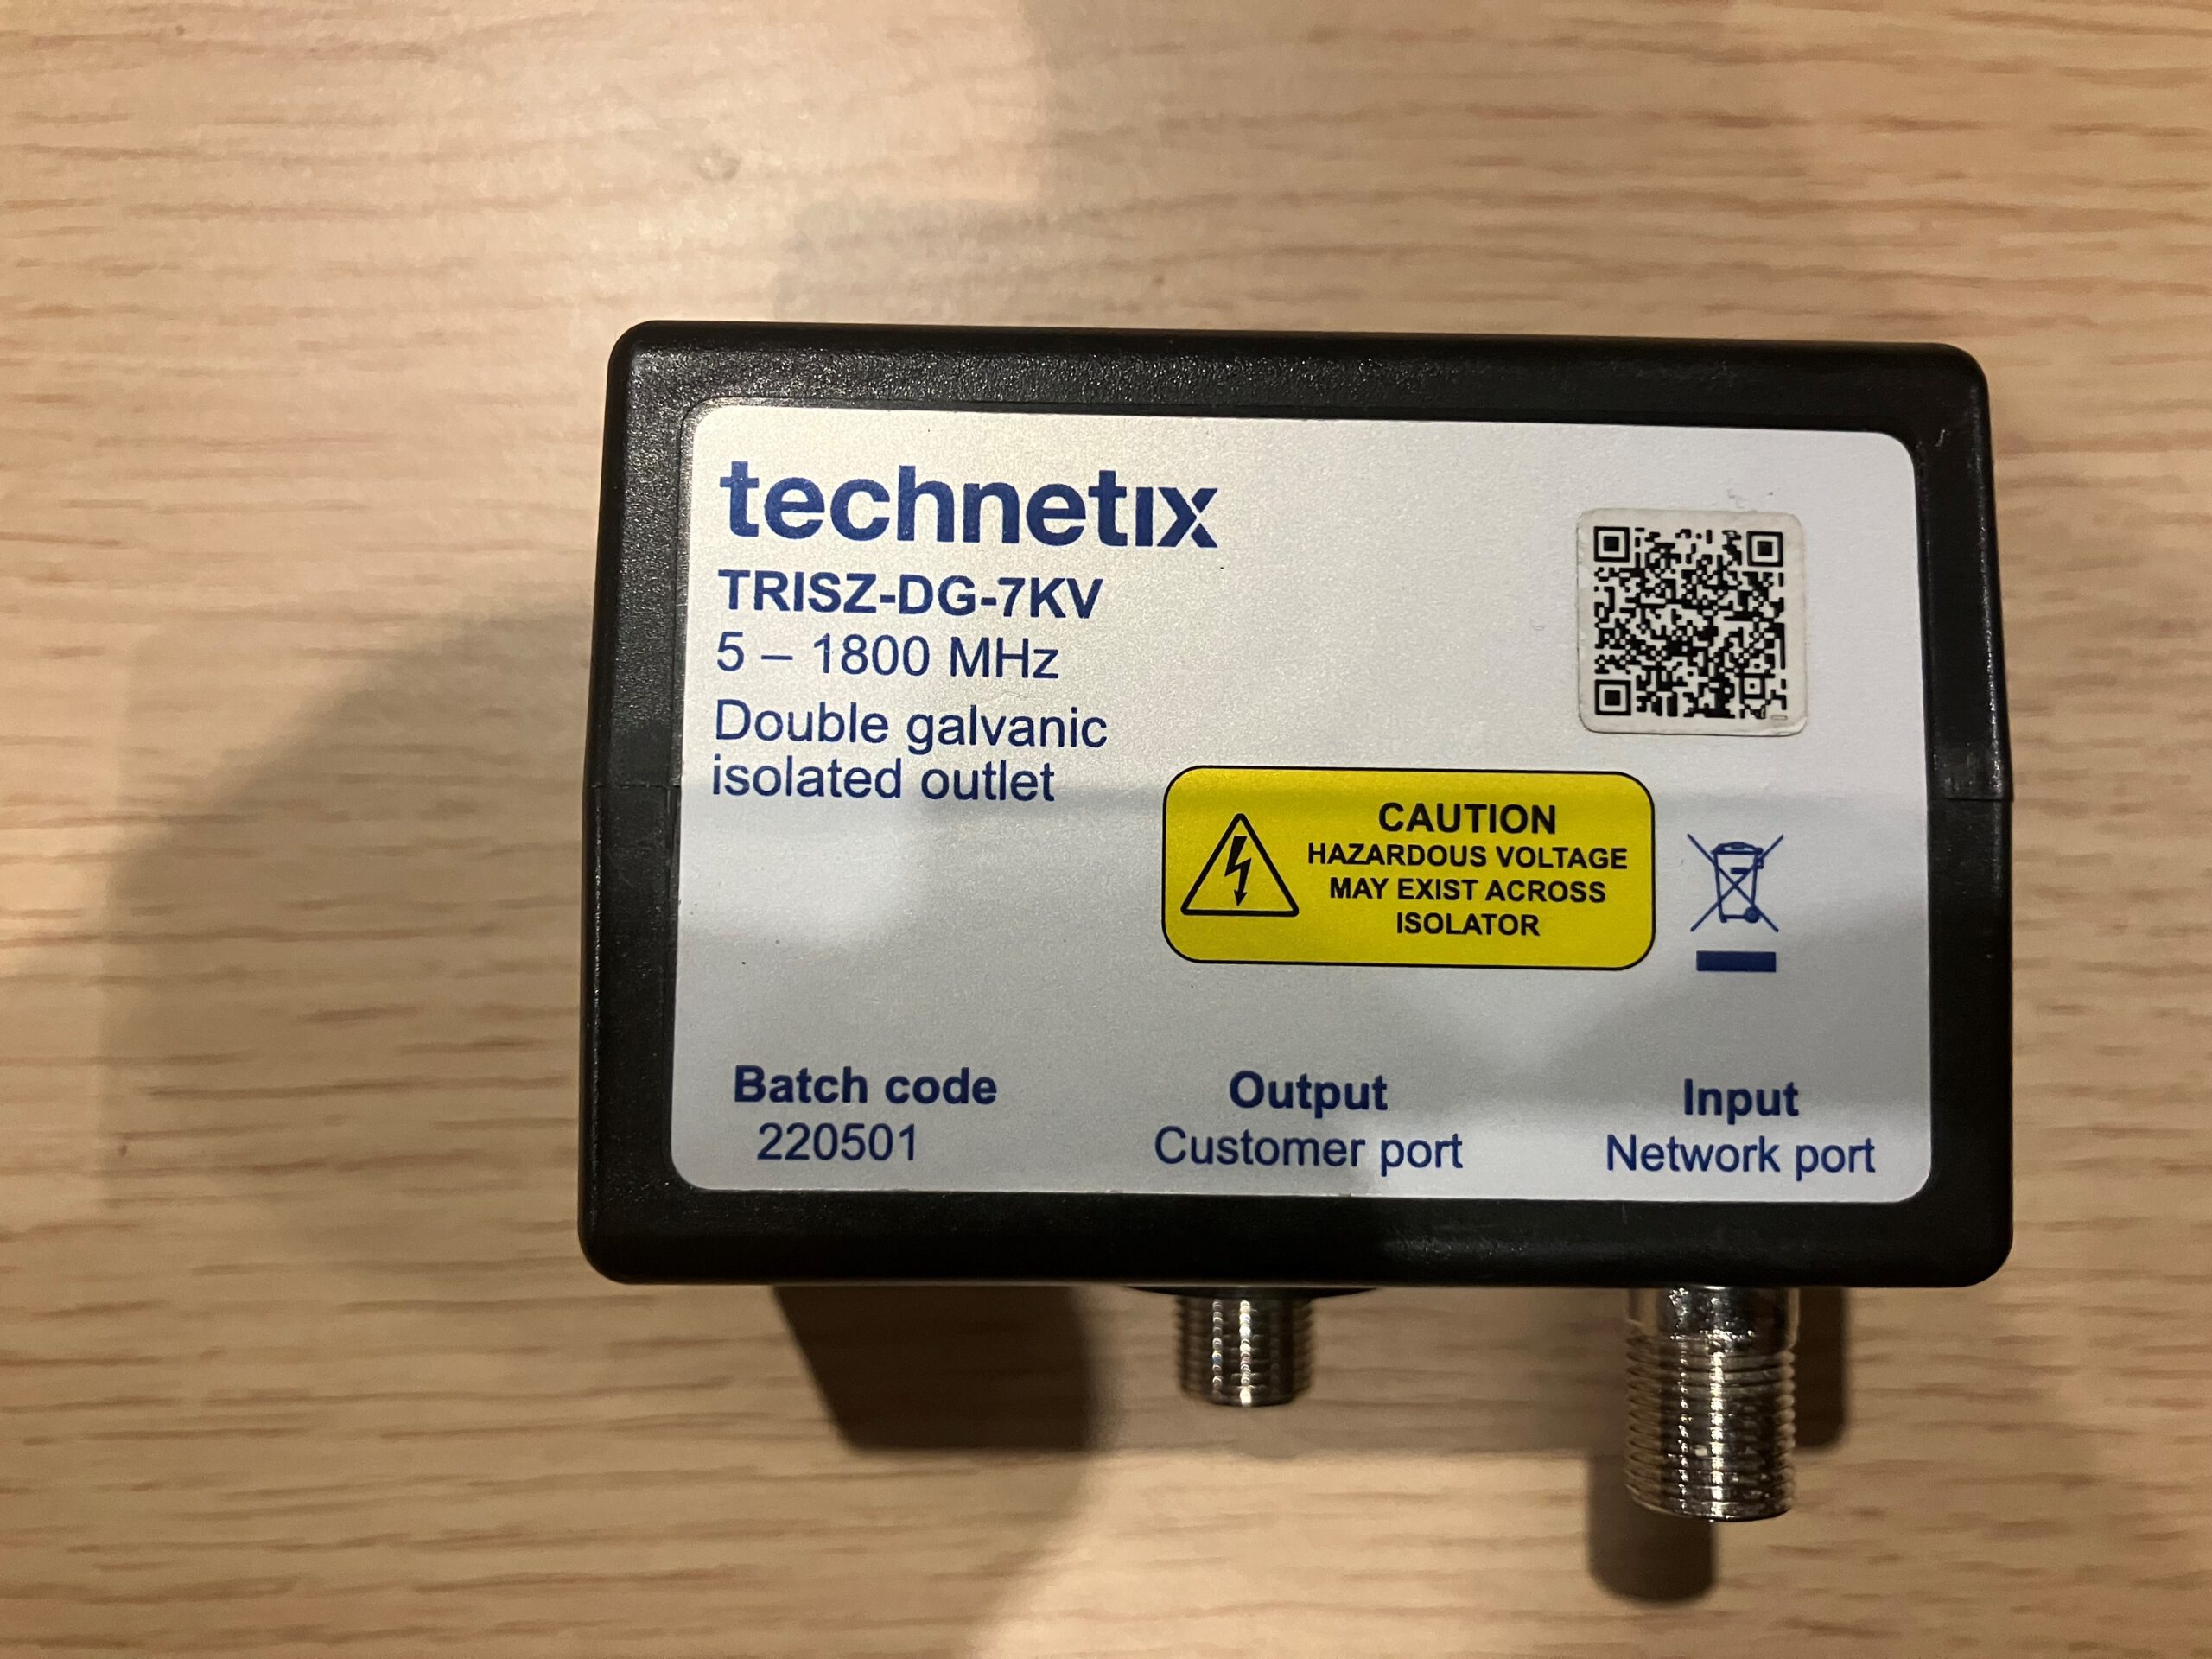 technetix
TRISZ-DG-7KV
5 – 1800 MHz
Double galvanic
isolated outlet
CAUTION
HAZARDOUS VOLTAGE
MAY EXIST ACROSS
ISOLATOR
Batch code
220501
Output
Customer port
Input
Network port